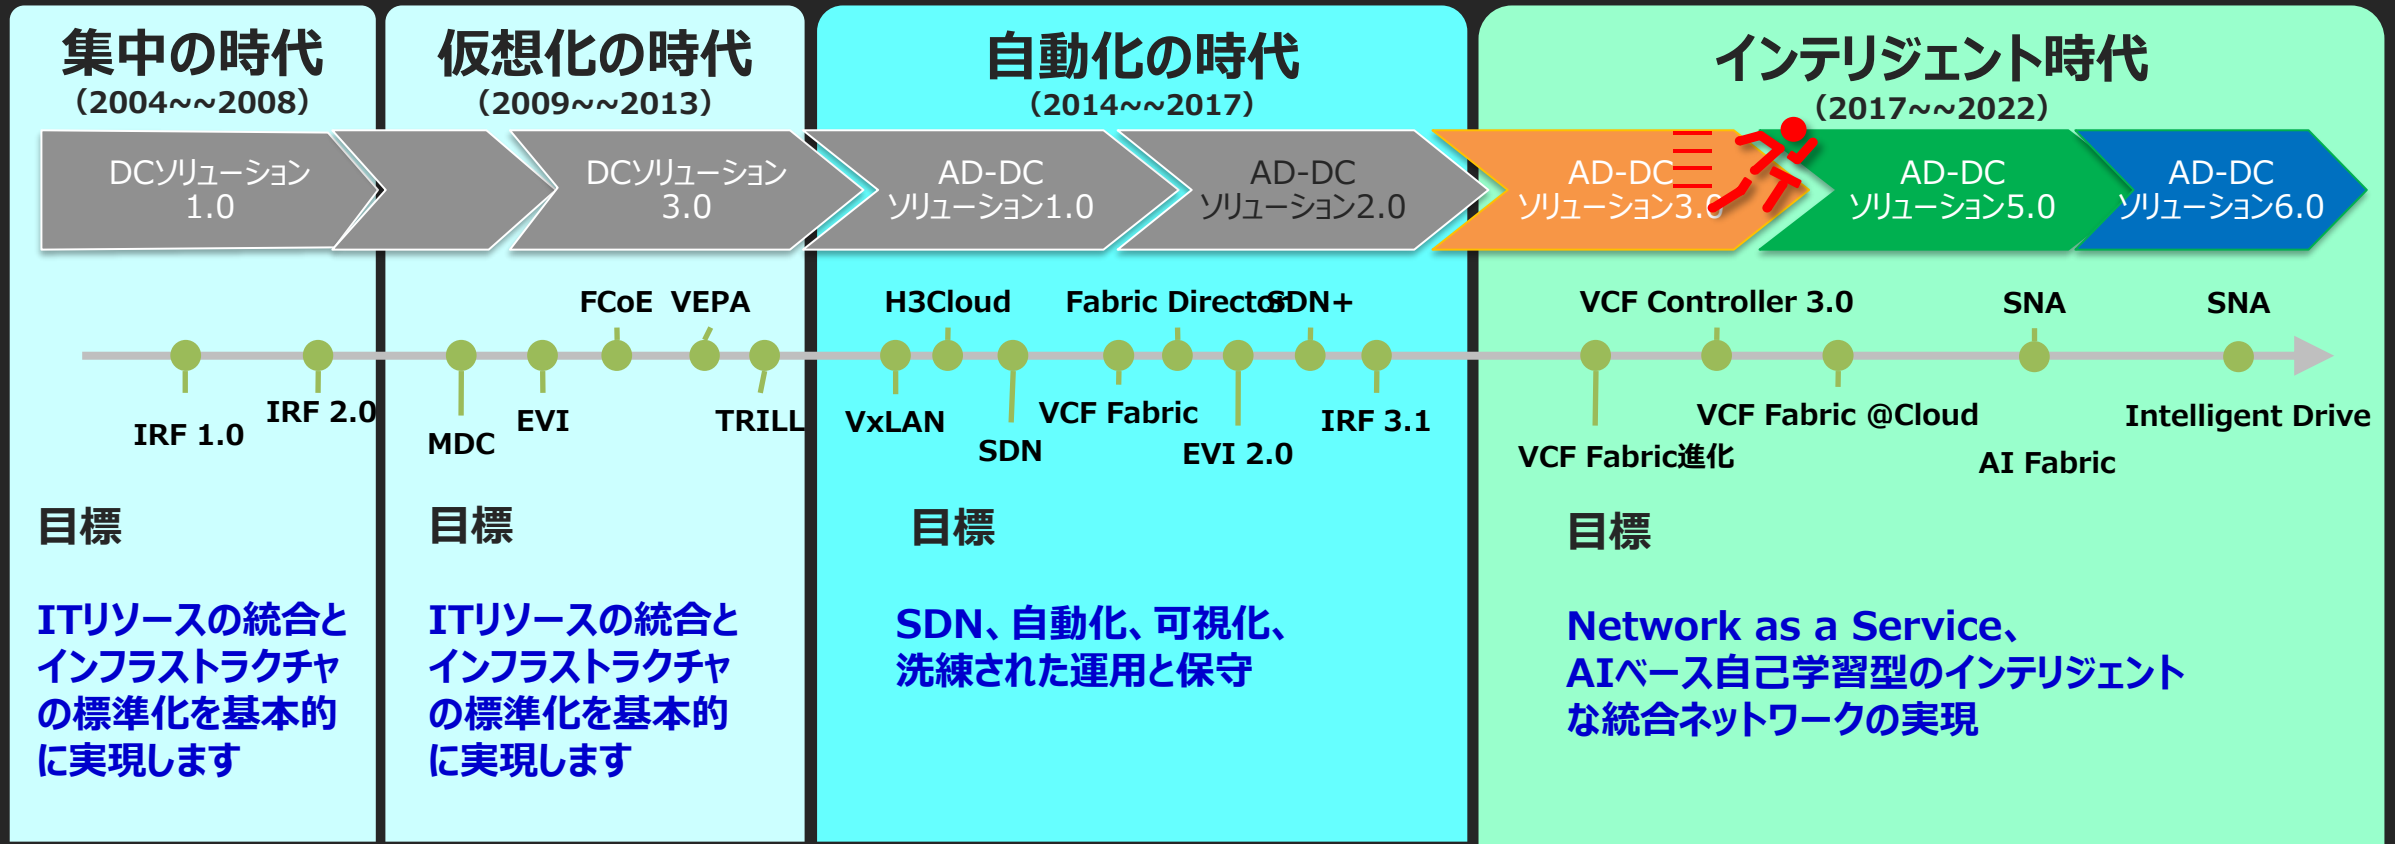 集中の時代
（2004~~2008）
DCソリューション
1.0
IRF 1.0
IRF 2.0
目標
ITリソースの統合と
インフラストラクチャ
の標準化を基本的
に実現します
仮想化の時代
（2009~~2013）
DCソリューション
3.0
FCoE
VEPA
MDC
EVI
TRILL
目標
ITリソースの統合と
インフラストラクチャ
の標準化を基本的
に実現します
自動化の時代
（2014~~2017）
AD-DC
ソリューション1.0
AD-DC
ソリューション2.0
H3Cloud
Fabric Director
SDN+
VxLAN
SDN
VCF Fabric
EVI 2.0
IRF 3.1
目標
SDN、自動化、可視化、
洗練された運用と保守
インテリジェント時代
（2017~~2022）
AD-DC
ソリューション3.0
AD-DC
ソリューション5.0
AD-DC
ソリューション6.0
VCF Controller 3.0
SNA
SNA
VCF Fabric進化
VCF Fabric @Cloud
AI Fabric
Intelligent Drive
目標
Network as a Service、
AIベース自己学習型のインテリジェント
な統合ネットワークの実現